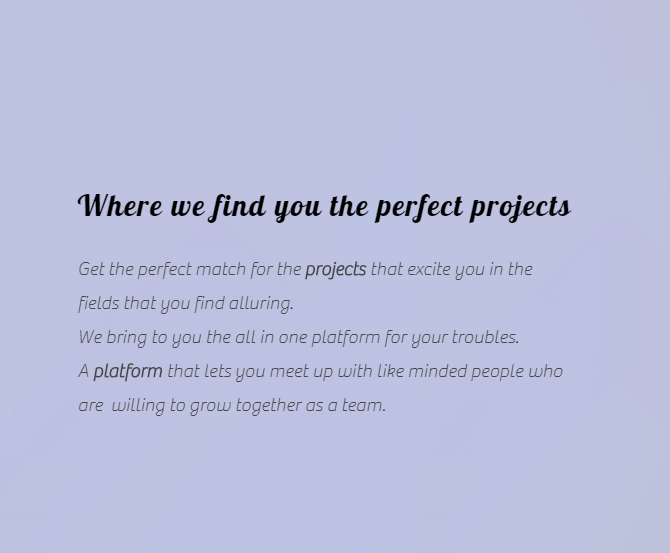 Where we find you the perfect projects
Get the perfect match for the projects that excite you in the
fields that you find alluring.
We bring to you the all in one platform for your troubles.
A platform that lets you meet up with like minded people who
are  willing to grow together as a team.